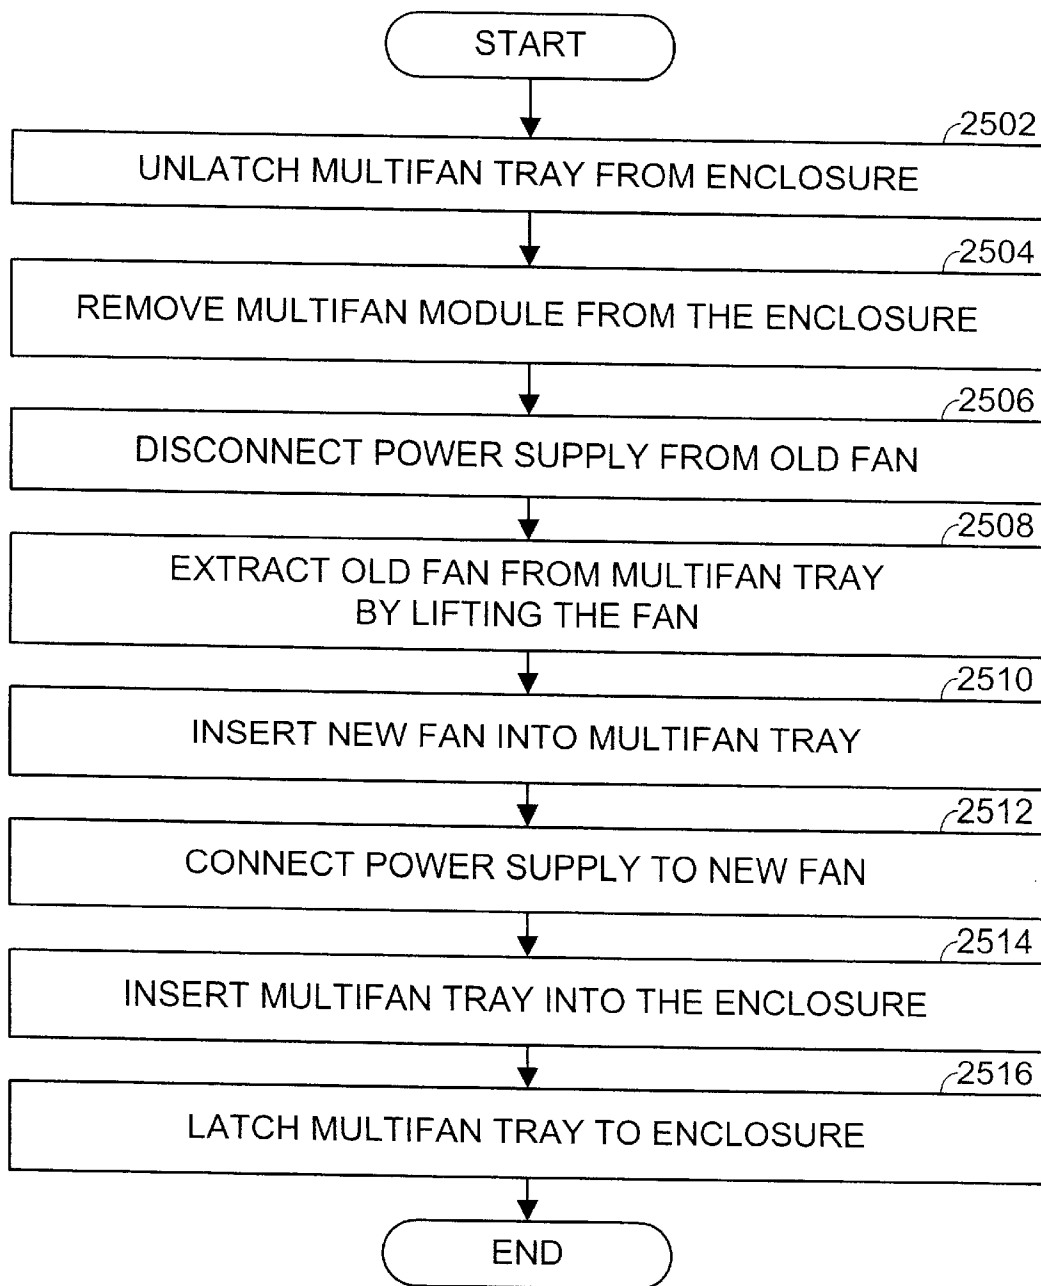 START
2502
UNLATCH MULTIFAN TRAY FROM ENCLOSURE
2504
REMOVE MULTIFAN MODULE FROM THE ENCLOSURE
2506
DISCONNECT POWER SUPPLY FROM OLD FAN
2508
EXTRACT OLD FAN FROM MULTIFAN TRAY
BY LIFTING THE FAN
2510
INSERT NEW FAN INTO MULTIFAN TRAY
2512
CONNECT POWER SUPPLY TO NEW FAN
2514
INSERT MULTIFAN TRAY INTO THE ENCLOSURE
2516
LATCH MULTIFAN TRAY TO ENCLOSURE
END